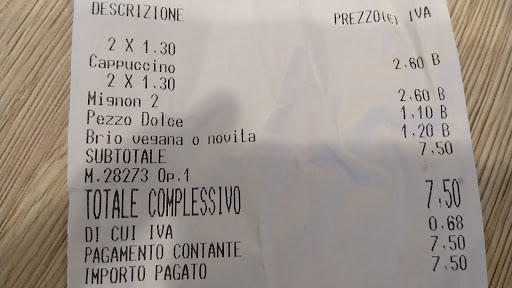 DESCRIZIONE PREZZO(€) IVA
2 X 1.30
Cappuccino 2,60 B
2 X 1.30
Mignon 2 2,60 B
Pezzo Dolce 1,10 B
Brio vegana o novita 1,20 B
SUBTOTALE 7,50
M.28273 Op.1
TOTALE COMPLESSIVO 7,50
DI CUI IVA 0,68
PAGAMENTO CONTANTE 7,50
IMPORTO PAGATO 7,50